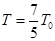 T = 7/5 T₀